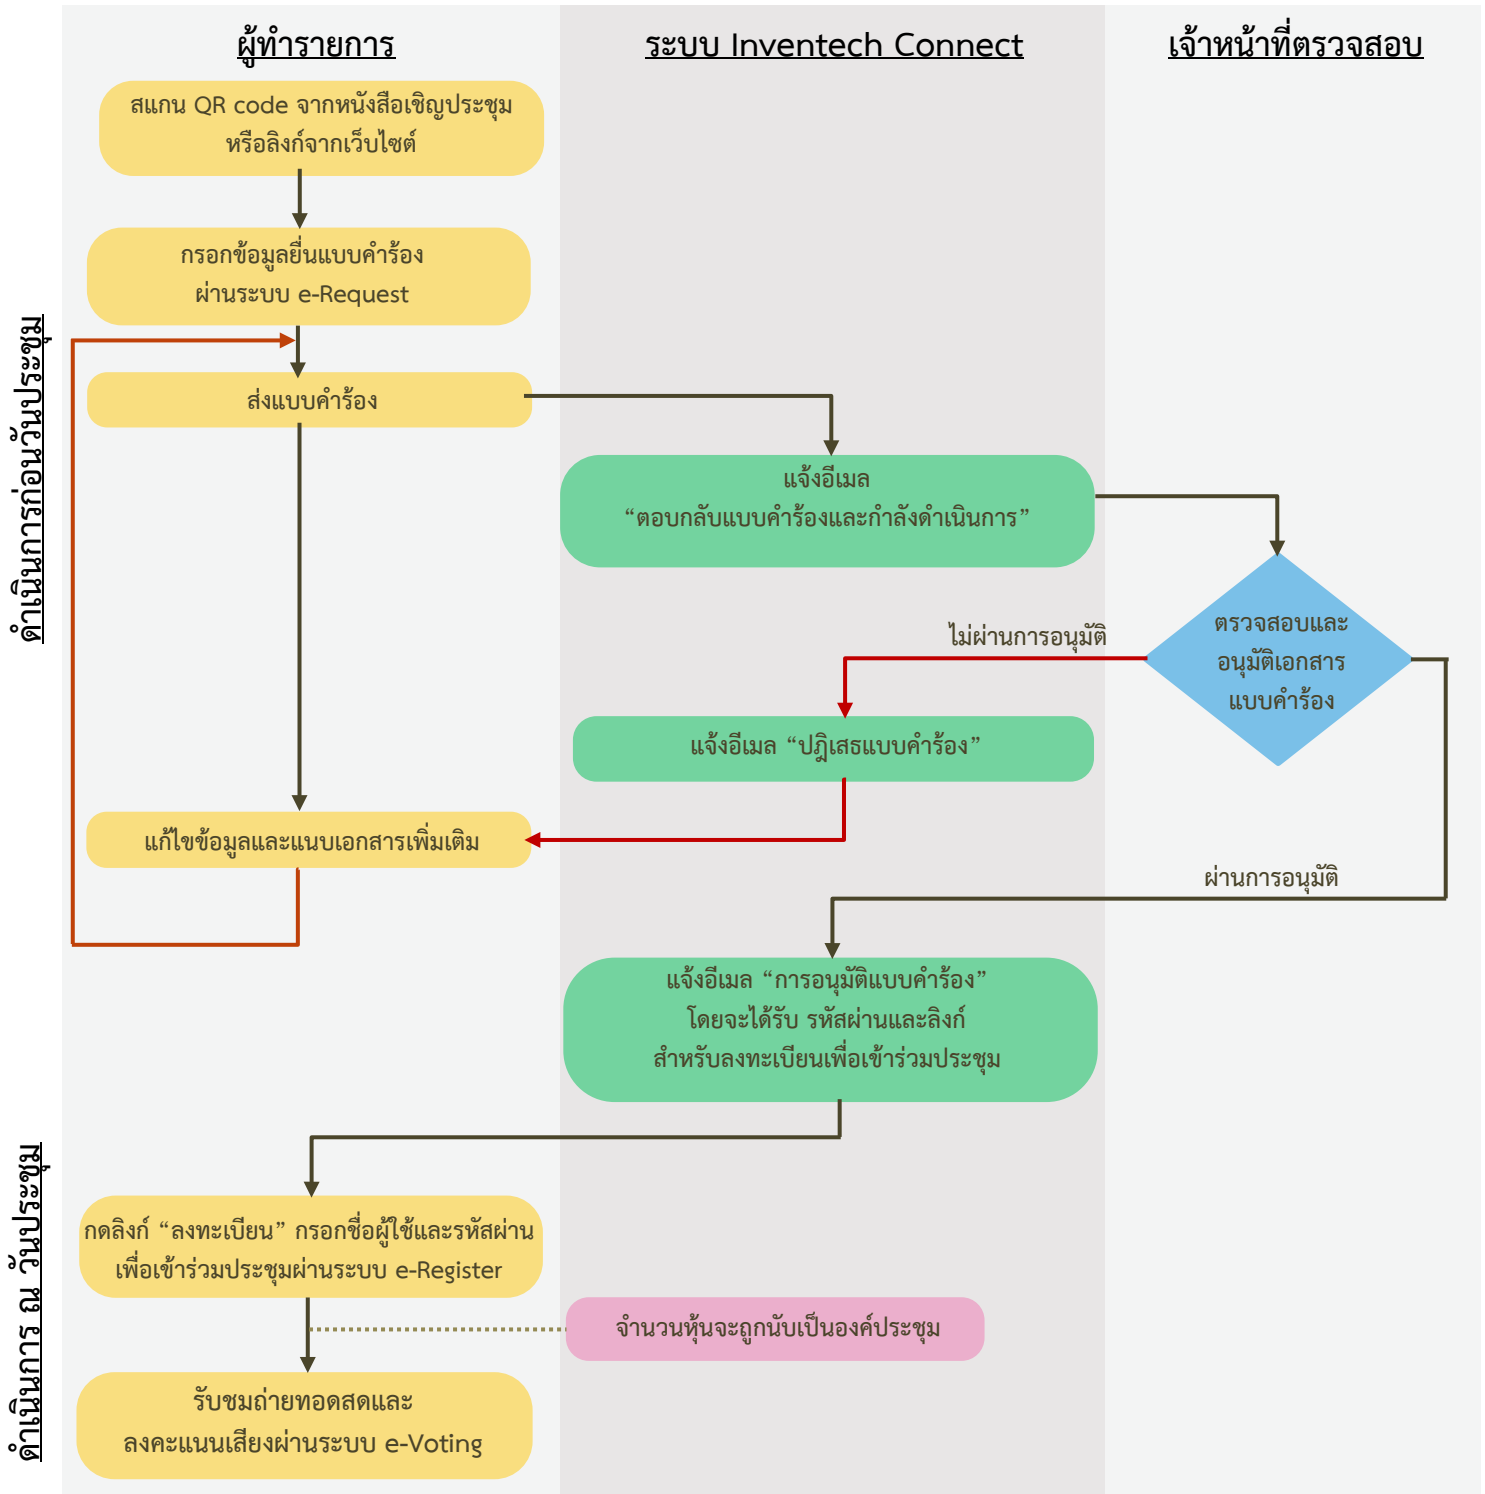 ผู้ทำรายการ
ระบบ Inventech Connect
เจ้าหน้าที่ตรวจสอบ
ดำเนินการก่อนวันประชุม
สแกน QR code จากหนังสือเชิญประชุม
หรือลิงก์จากเว็บไซต์
กรอกข้อมูลยื่นแบบคำร้อง
ผ่านระบบ e-Request
ส่งแบบคำร้อง
แจ้งอีเมล
“ตอบกลับแบบคำร้องและกำลังดำเนินการ”
ตรวจสอบและ
อนุมัติเอกสาร
แบบคำร้อง
ไม่ผ่านการอนุมัติ
แจ้งอีเมล “ปฎิเสธแบบคำร้อง”
แก้ไขข้อมูลและแนบเอกสารเพิ่มเติม
ผ่านการอนุมัติ
แจ้งอีเมล “การอนุมัติแบบคำร้อง”
โดยจะได้รับ รหัสผ่านและลิงก์
สำหรับลงทะเบียนเพื่อเข้าร่วมประชุม
ดำเนินการ ณ วันประชุม
กดลิงก์ “ลงทะเบียน” กรอกชื่อผู้ใช้และรหัสผ่าน
เพื่อเข้าร่วมประชุมผ่านระบบ e-Register
จำนวนหุ้นจะถูกนับเป็นองค์ประชุม
รับชมถ่ายทอดสดและ
ลงคะแนนเสียงผ่านระบบ e-Voting